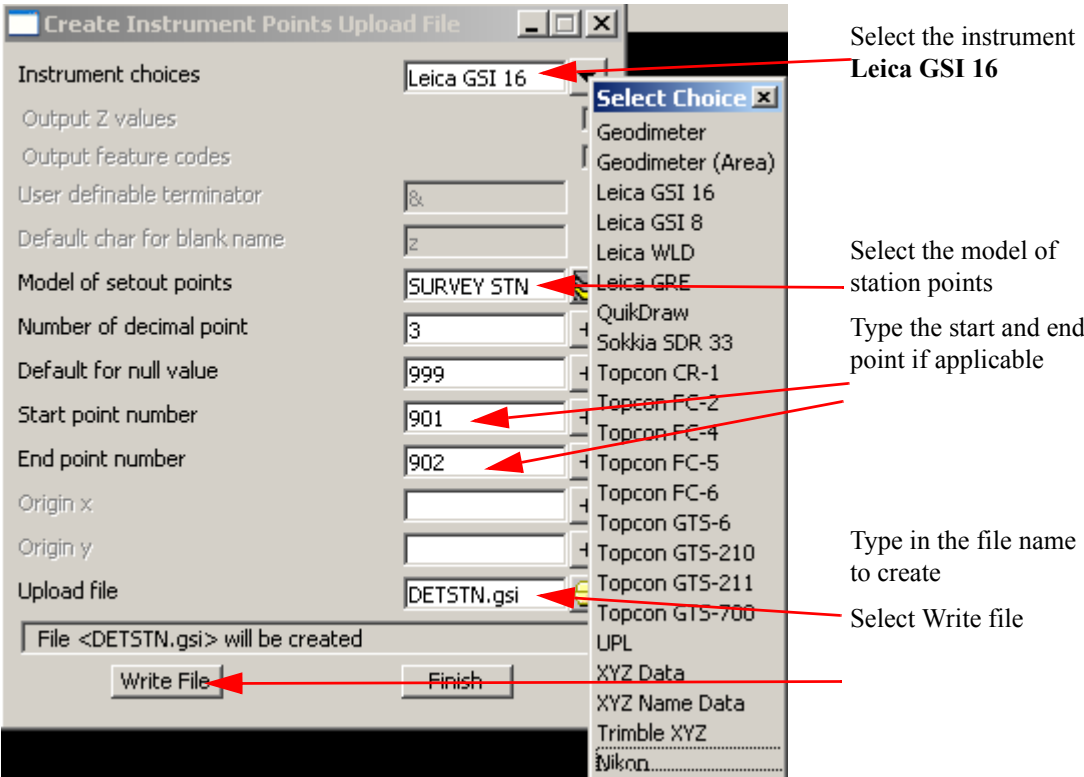 Create Instrument Points Upload File
Instrument choices
Leica GSI 16
Output Z values
Output feature codes
User definable terminator
&
Default char for blank name
z
Model of setout points
SURVEY STN
Number of decimal point
3
Default for null value
999
Start point number
901
End point number
902
Origin x
Origin y
Upload file
DETSTN.gsi
File <DETSTN.gsi> will be created
Write File
Finish
Select Choice
Geodimeter
Geodimeter (Area)
Leica GSI 16
Leica GSI 8
Leica WLD
Leica GRE
QuikDraw
Sokkia SDR 33
Topcon CR-1
Topcon FC-2
Topcon FC-4
Topcon FC-5
Topcon FC-6
Topcon GTS-6
Topcon GTS-210
Topcon GTS-211
Topcon GTS-700
UPL
XYZ Data
XYZ Name Data
Trimble XYZ
Nikon
Select the instrument
Leica GSI 16
Select the model of
station points
Type the start and end
point if applicable
Type in the file name
to create
Select Write file